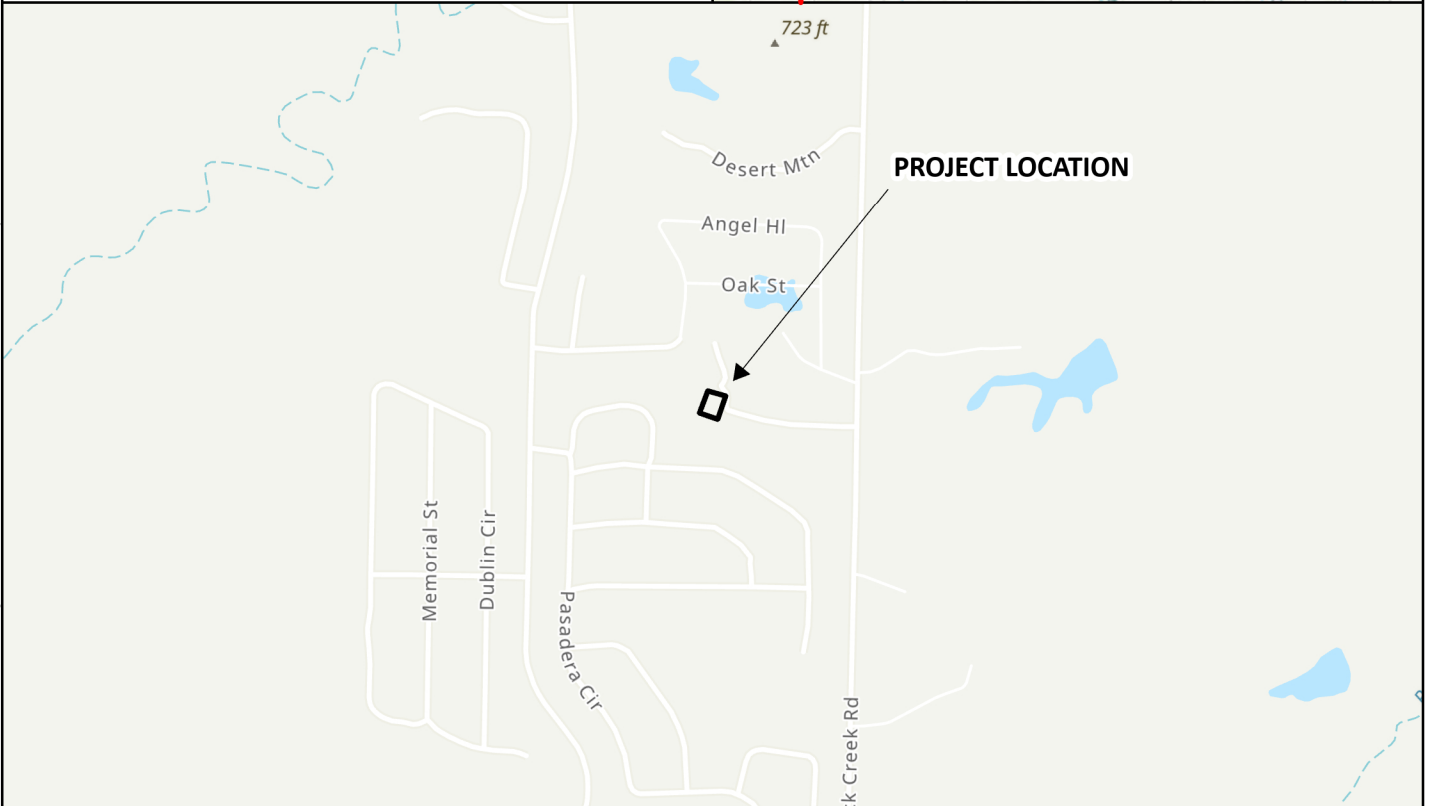 723 ft
Desert Mtn
PROJECT LOCATION
Angel Hl
Oak St
Memorial St
Dublin Cir
Pasadera Cir
Creek Rd